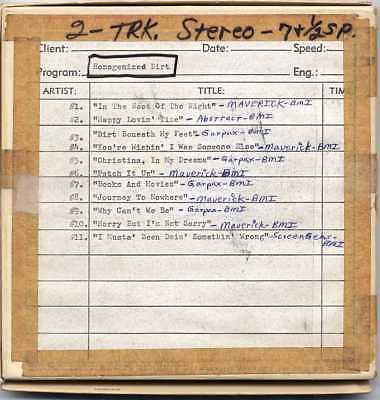 2-TRK. Stereo-7+½SP.
Client: Date: Speed:
Program: Homogenized Dirt Eng.:
ARTIST: TITLE: TIM
#1. "In The Heat Of The Night" - MAVERICK-BMI
#2. "Happy Lovin' Time" - Abstract-BMI
#3. "Dirt Beneath My Feet" - Garpax-BMI
#4. "You're Wishin' I Was Someone Else" - Maverick-BMI
#5. "Christina, In My Dreams" - Garpax-BMI
#6. "Patch It Up" - Maverick-BMI
#7. "Books And Movies" - Garpax-BMI
#8. "Journey To Nowhere" - Maverick-BMI
#9. "Why Can't We Be" - Garpax-BMI
#10. "Sorry But I'm Not Sorry" - Maverick-BMI
#11. "I Musta' Been Doin' Somethin' Wrong" - Screen Gems-BMI